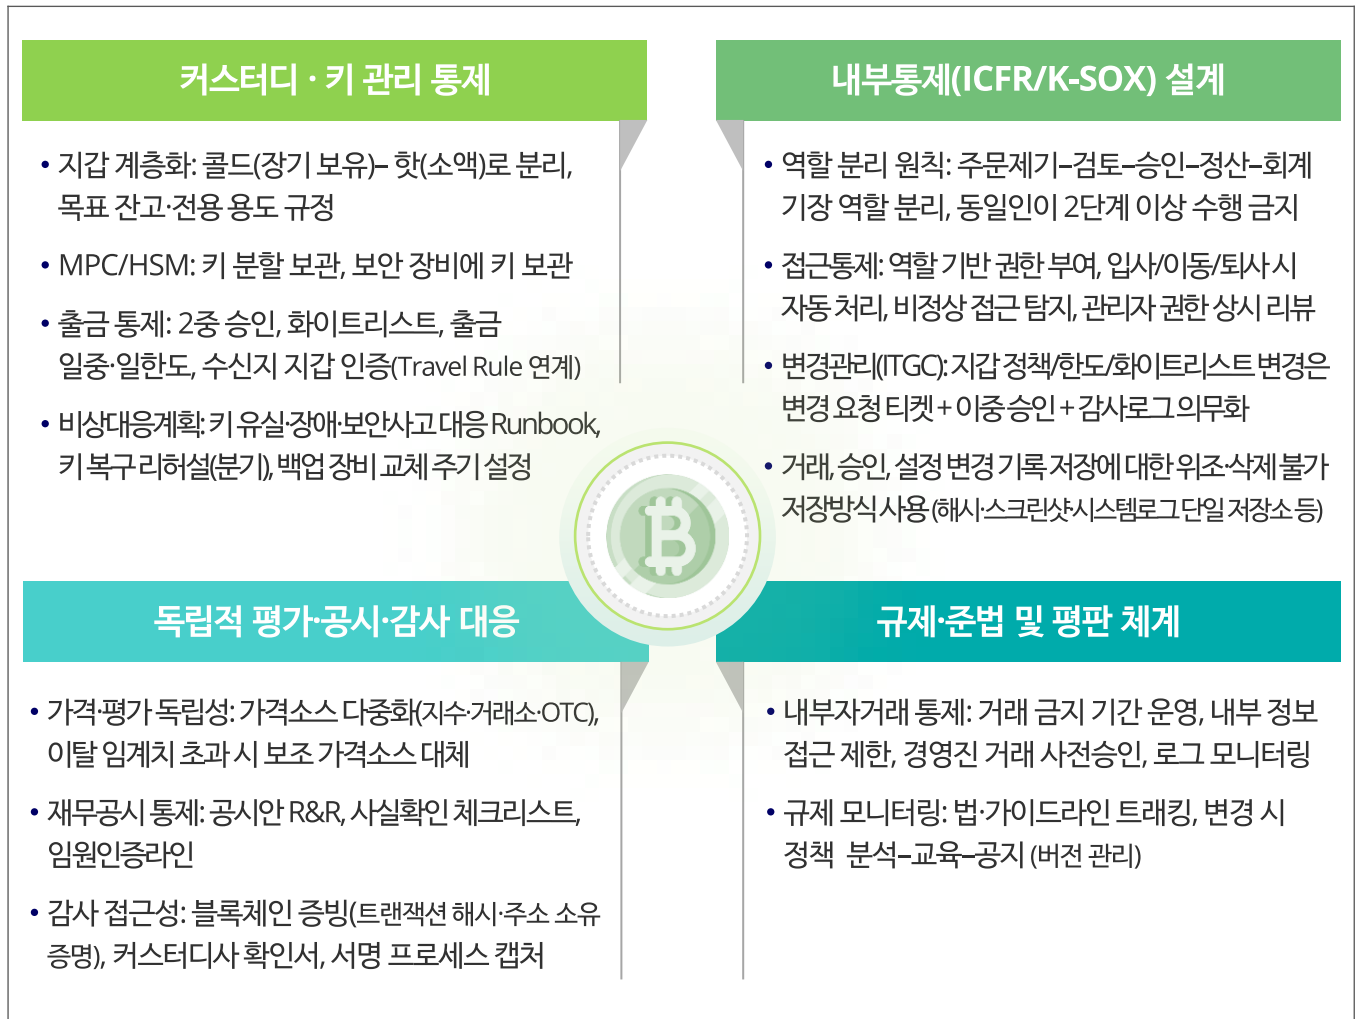 커스터디 · 키 관리 통제
• 지갑 계층화: 콜드(장기 보유)– 핫(소액)로 분리,
목표 잔고·전용 용도 규정
• MPC/HSM: 키 분할 보관, 보안 장비에 키 보관
• 출금 통제: 2중 승인, 화이트리스트, 출금
일중·일한도, 수신지 지갑 인증(Travel Rule 연계)
• 비상대응계획: 키 유실·장애·보안사고 대응 Runbook,
키 복구 리허설(분기), 백업 장비 교체 주기 설정
내부통제(ICFR/K-SOX) 설계
• 역할 분리 원칙: 주문제기–검토–승인–정산–회계
기장 역할 분리, 동일인이 2단계 이상 수행 금지
• 접근통제: 역할 기반 권한 부여, 입사/이동/퇴사 시
자동 처리, 비정상 접근 탐지, 관리자 권한 상시 리뷰
• 변경관리(ITGC): 지갑 정책/한도/화이트리스트 변경은
변경 요청 티켓 + 이중 승인 + 감사로그 의무화
• 거래, 승인, 설정 변경 기록 저장에 대한 위조·삭제 불가
저장방식 사용 (해시·스크린샷·시스템로그 단일 저장소 등)
독립적 평가·공시·감사 대응
• 가격·평가 독립성: 가격소스 다중화(지수·거래소·OTC),
이탈 임계치 초과 시 보조 가격소스 대체
• 재무공시 통제: 공시안 R&R, 사실확인 체크리스트,
임원인증라인
• 감사 접근성: 블록체인 증빙(트랜잭션 해시·주소 소유
증명), 커스터디사 확인서, 서명 프로세스 캡처
규제·준법 및 평판 체계
• 내부자거래 통제: 거래 금지 기간 운영, 내부 정보
접근 제한, 경영진 거래 사전승인, 로그 모니터링
• 규제 모니터링: 법·가이드라인 트래킹, 변경 시
정책 분석–교육–공지 (버전 관리)